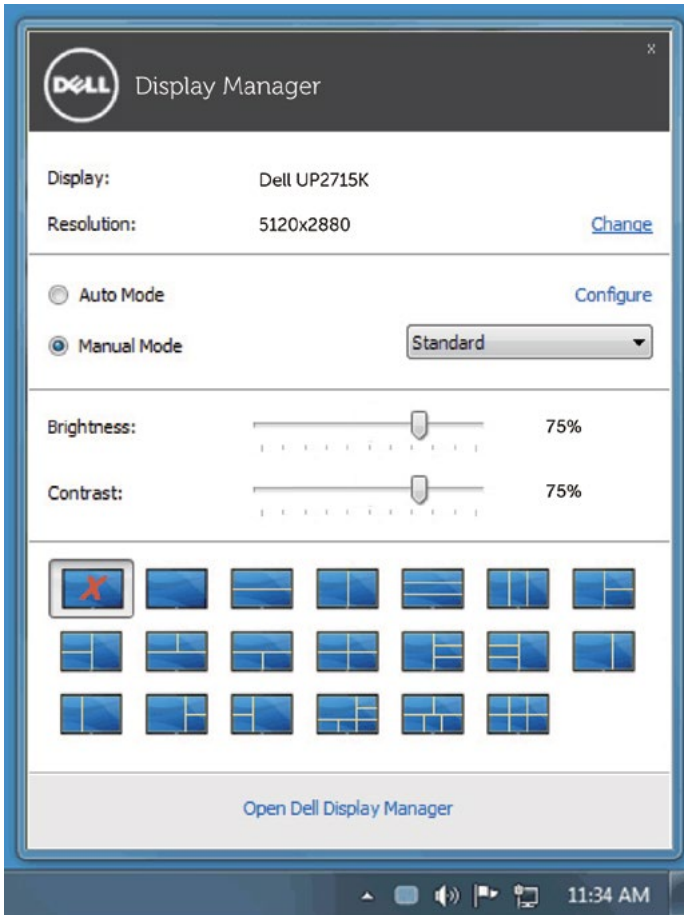 x
DELL Display Manager
Display: Dell UP2715K
Resolution: 5120x2880 Change
Auto Mode Configure
Manual Mode Standard
Brightness: 75%
Contrast: 75%
Open Dell Display Manager
11:34 AM